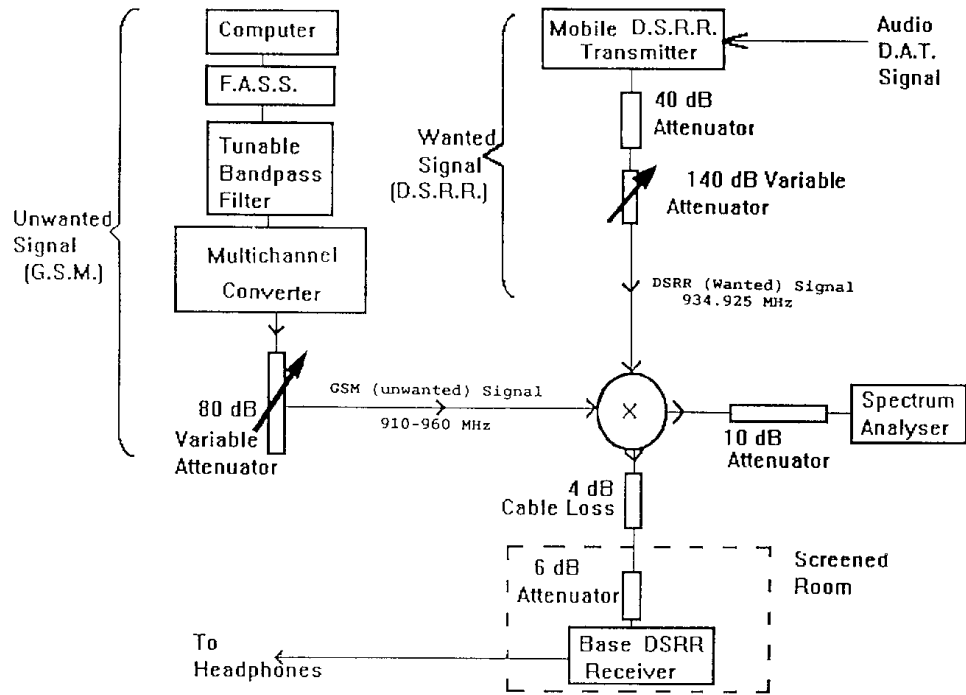 Computer
F.A.S.S.
Tunable
Bandpass
Filter
Multichannel
Converter
Unwanted
Signal
(G.S.M.)
80 dB
Variable
Attenuator
GSM (unwanted) Signal
910-960 MHz
Mobile D.S.R.R.
Transmitter
Audio
D.A.T.
Signal
40 dB
Attenuator
Wanted
Signal
(D.S.R.R.)
140 dB Variable
Attenuator
DSRR (Wanted) Signal
934.925 MHz
X
10 dB
Attenuator
Spectrum
Analyser
4 dB
Cable Loss
6 dB
Attenuator
Screened
Room
Base DSRR
Receiver
To
Headphones